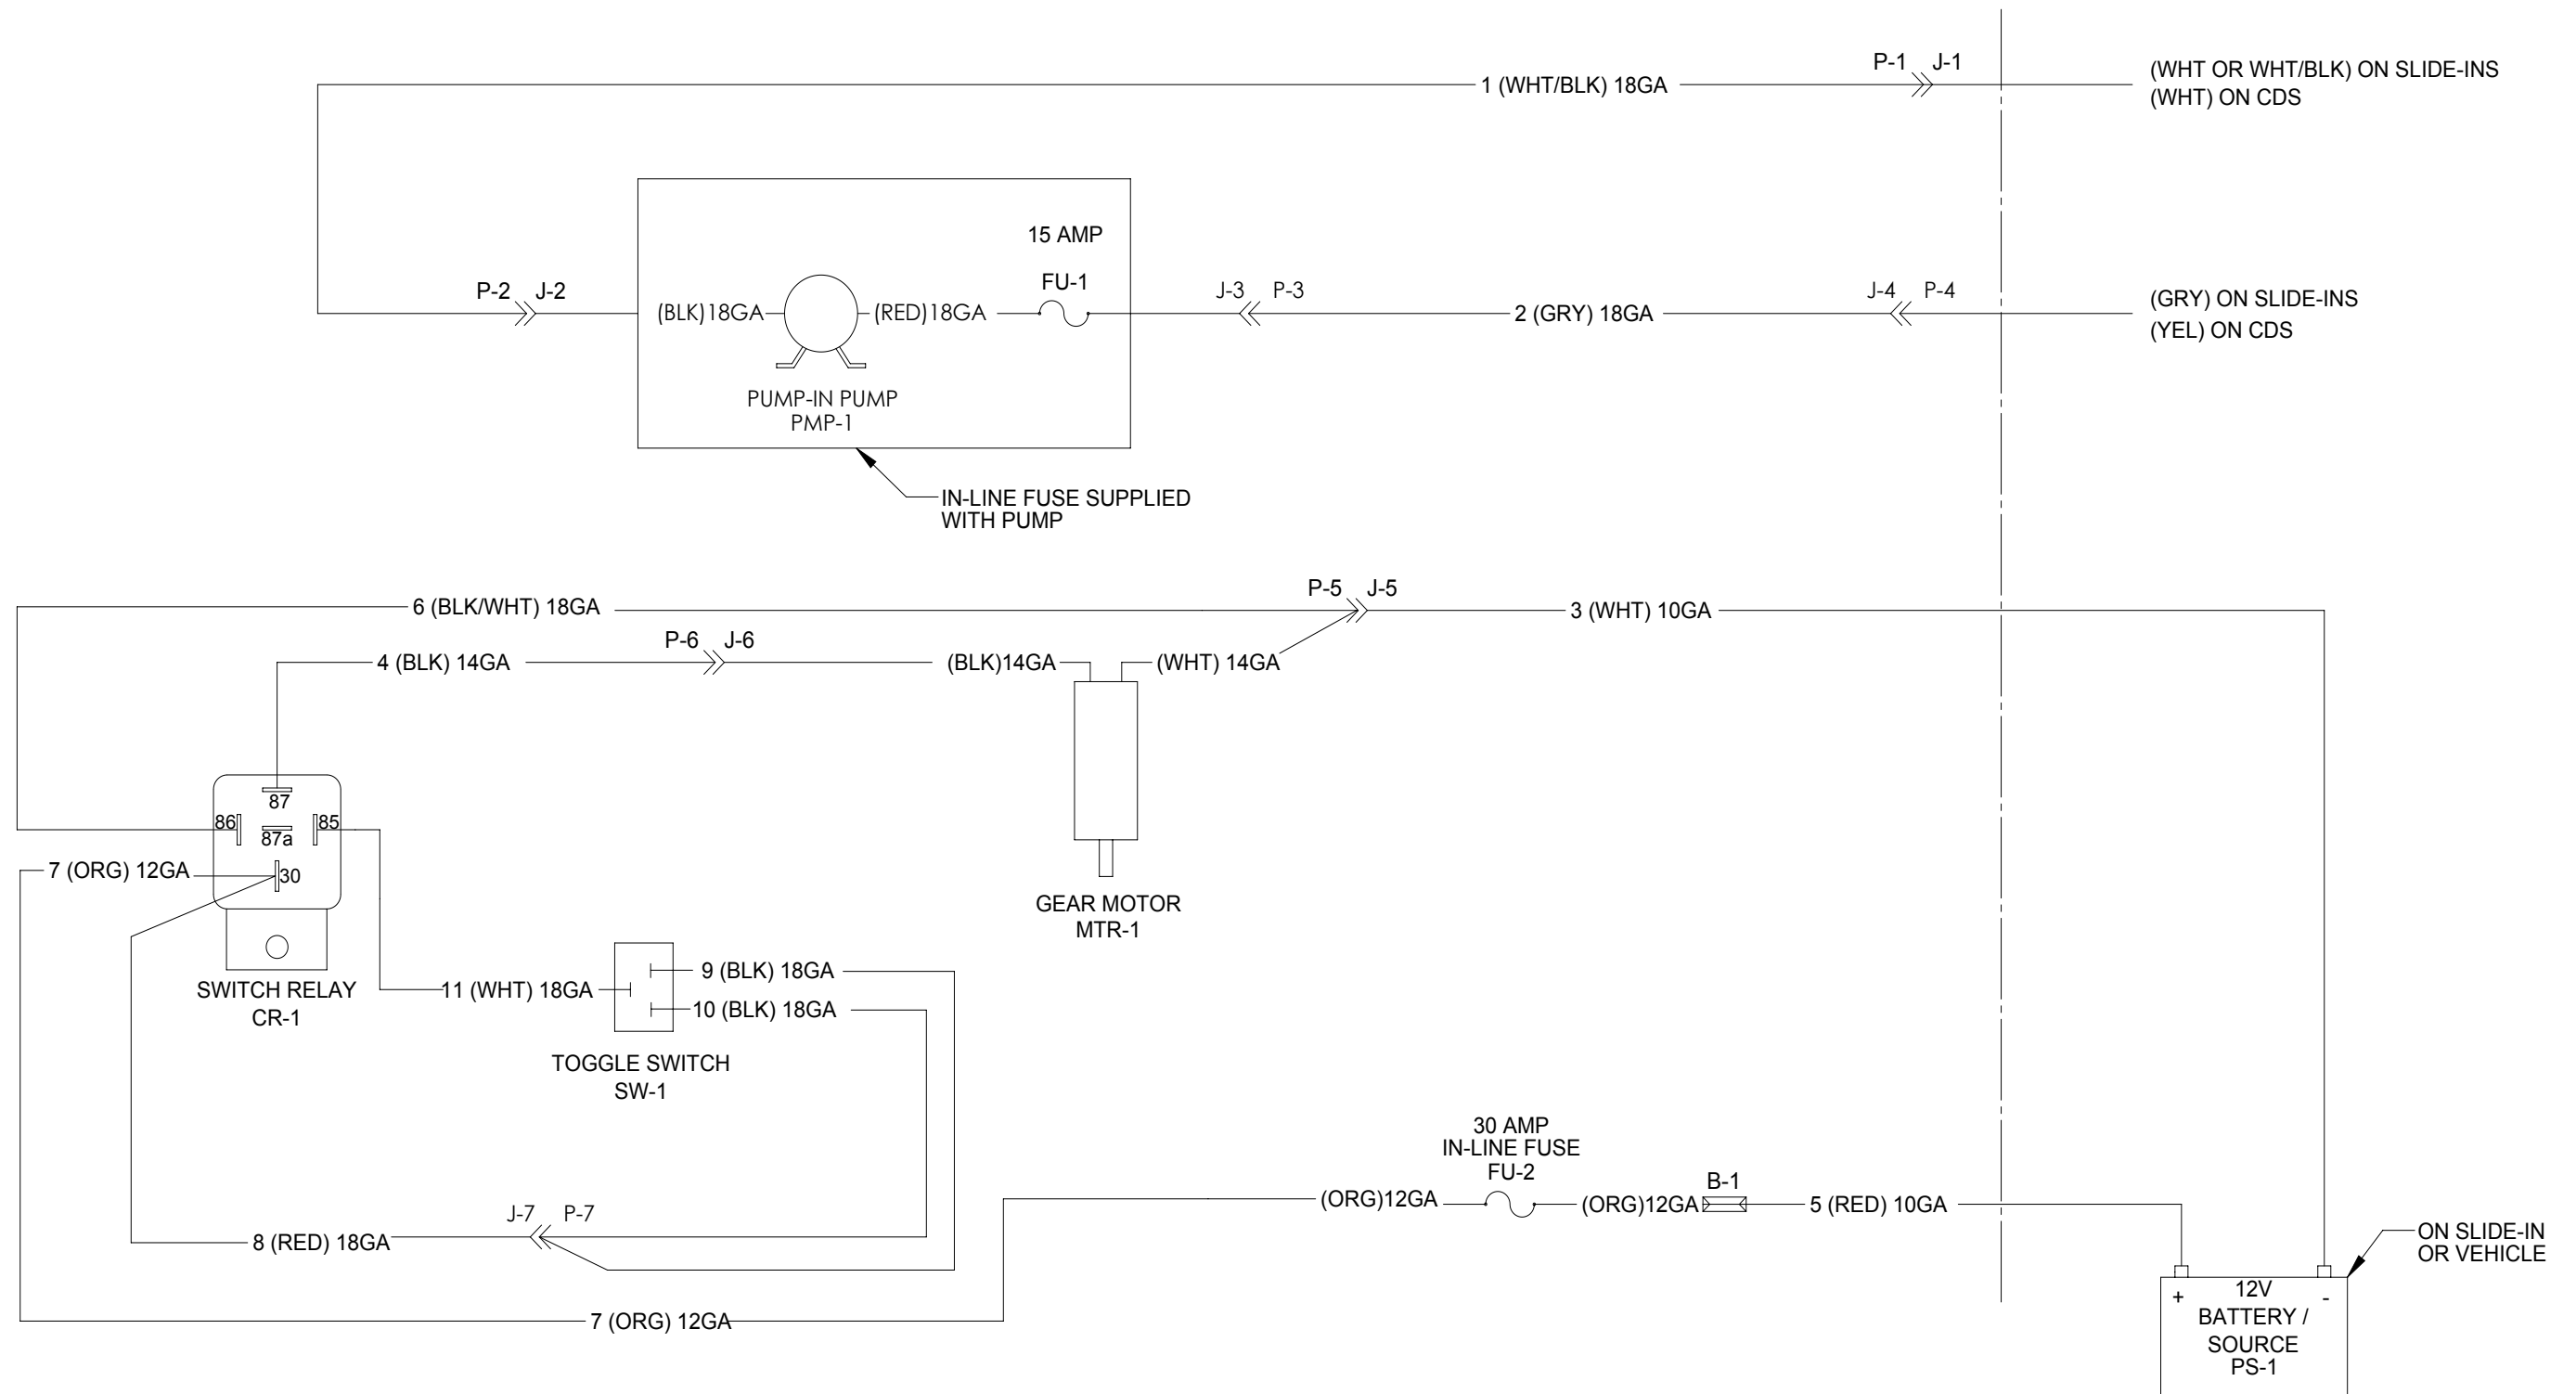 P-1 J-1
1 (WHT/BLK) 18GA
(WHT OR WHT/BLK) ON SLIDE-INS
(WHT) ON CDS
15 AMP
FU-1
P-2 J-2
(BLK)18GA
(RED)18GA
J-3 P-3
2 (GRY) 18GA
J-4 P-4
(GRY) ON SLIDE-INS
(YEL) ON CDS
PUMP-IN PUMP
PMP-1
IN-LINE FUSE SUPPLIED
WITH PUMP
6 (BLK/WHT) 18GA
P-5 J-5
3 (WHT) 10GA
4 (BLK) 14GA
P-6 J-6
(BLK)14GA
(WHT) 14GA
87
86
87a
85
7 (ORG) 12GA
30
GEAR MOTOR
MTR-1
SWITCH RELAY
CR-1
11 (WHT) 18GA
9 (BLK) 18GA
10 (BLK) 18GA
TOGGLE SWITCH
SW-1
30 AMP
IN-LINE FUSE
FU-2
(ORG)12GA
(ORG)12GA
B-1
5 (RED) 10GA
J-7 P-7
8 (RED) 18GA
7 (ORG) 12GA
ON SLIDE-IN
OR VEHICLE
+ 12V -
BATTERY /
SOURCE
PS-1